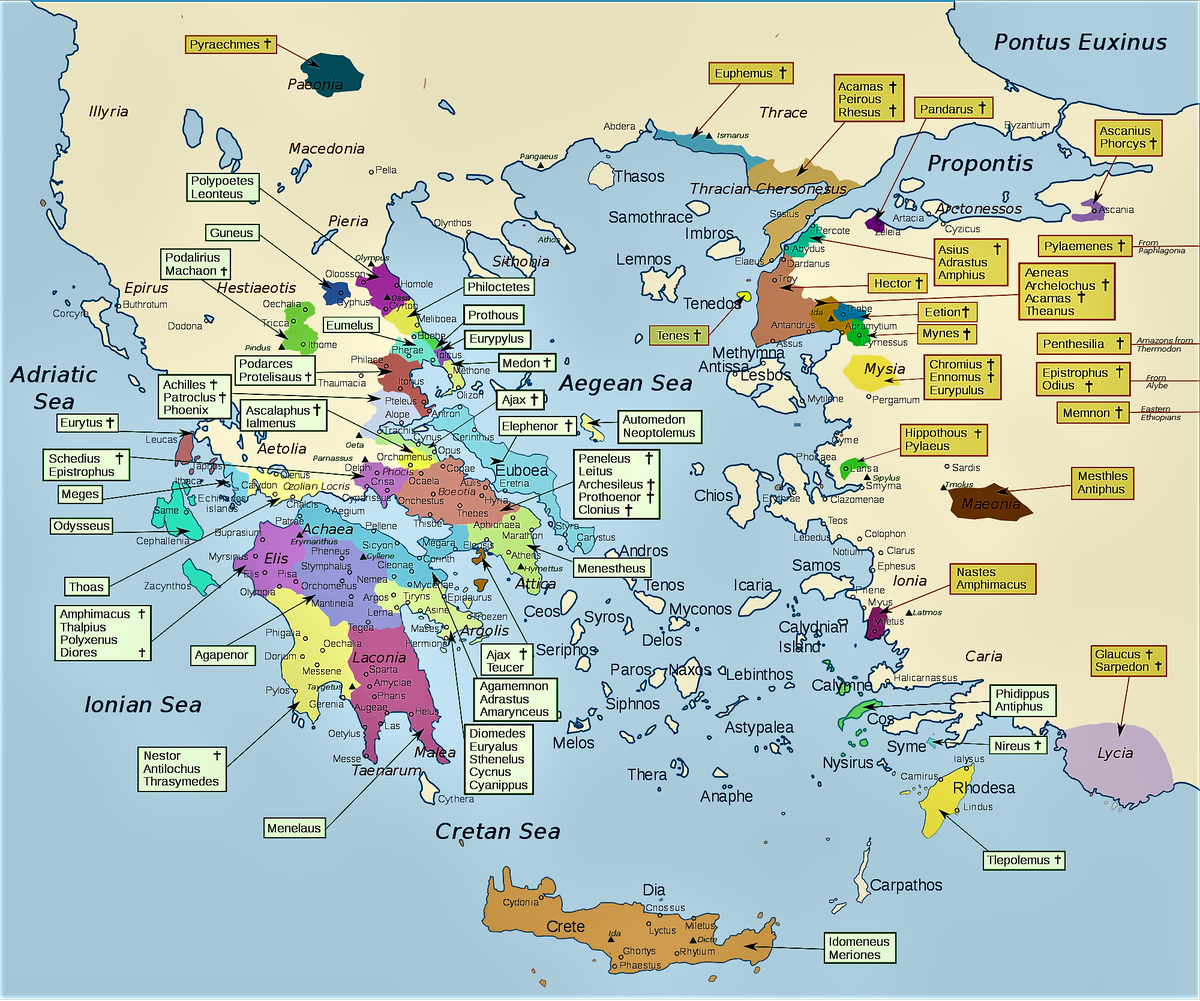 Pontus Euxinus
Pyraechmes †
Paeonia
Illyria
Macedonia
Pella
Euphemus †
Acamas †
Peirous
Rhesus †
Pandarus †
Thrace
Abdera
Ismarus
Byzantium
Ascanius
Phorcys †
Propontis
Pangaeus
Thasos
Thracian Chersonesus
Polypoetes
Leonteus
Pieria
Olynthos
Samothrace
Sestus
Arctonessos
Artacia
Ascania
Guneus
Imbros
Percote
Zeleia
Cyzicus
Athos
Sithonia
Abydus
Asius †
Adrastus
Amphius
Pylaemenes †
From
Paphlagonia
Podalirius
Machaon †
Olympus
Lemnos
Elaeus
Dardanus
Epirus
Hestiaeotis
Oloosson
Homole
Philoctetes
Troy
Hector †
Aeneas
Archelochus †
Acamas †
Theanus
Buthrotum
Corcyra
Oechalia
Cyphus
Ossa
Gyrton
Tenedos
Ida
Thebe
Eetion †
Dodona
Tricca
Eumelus
Meliboea
Prothous
Antandrus
Adramytium
Mynes †
Pindus
Ithome
Boebe
Eurypylus
Tenes †
Assus
Lyrnessus
Penthesilia †
Amazons from
Thermodon
Pherae
Iolcus
Methymna
Antissa
Lesbos
Podarces
Protelisaus †
Philace
Methone
Medon †
Mysia
Chromius †
Ennomus †
Eurypulus
Epistrophus †
Odius †
From
Alybe
Adriatic
Sea
Achilles †
Patroclus †
Phoenix
Thaumacia
Itonus
Olizon
Aegean Sea
Pteleus
Mytilene
Pergamum
Memnon †
Eastern
Ethiopians
Ascalaphus †
Ialmenus
Alope
Antron
Ajax †
Eurytus †
Leucas
Trachis
Cynus
Cerinthus
Elephenor †
Automedon
Neoptolemus
Cyme
Hippothous †
Pylaeus
Oeta
Aetolia
Opus
Phocaea
Schedius †
Epistrophus
Taphos
Parnassus
Orchomenus
Delphi
Phocis
Copae
Euboea
Peneleus †
Leitus
Archesileus †
Prothoenor †
Clonius †
Larisa
Sardis
Sipylus
Smyrna
Tmolus
Mesthles
Antiphus
Meges
Ithaca
Calydon
Olenus
Ozolian Locris
Crisa
Ocaela
Aulis
Eretria
Chios
Erythrae
Clazomenae
Maeonia
Echinades
islands
Chalcis
Cyparissus
Onchestus
Boeotia
Hyria
Same
Aegium
Thebes
Odysseus
Patrae
Achaea
Pellene
Thisbe
Aphidnaea
Styra
Teos
Cephallenia
Buprasium
Erymanthus
Sicyon
Megara
Eleusis
Marathon
Carystus
Lebedus
Colophon
Myrsinus
Elis
Pheneus
Cyllene
Corinth
Athens
Andros
Notium
Clarus
Stymphalus
Cleonae
Hymettus
Menestheus
Samos
Ephesus
Thoas
Zacynthos
Elis
Pisa
Orchomenus
Nemea
Mycenae
Attica
Tenos
Icaria
Ionia
Nastes
Amphimacus
Olympia
Mantineia
Argos
Tiryns
Epidaurus
Priene
Amphimacus †
Thalpius
Polyxenus
Diores †
Lerna
Asine
Troezen
Ceos
Syros
Myconos
Myus
Miletus
Latmos
Phigalia
Tegea
Mases
Argolis
Delos
Calydnian
Island
Agapenor
Oechalia
Hermione
Seriphos
Caria
Glaucus †
Sarpedon †
Dorium
Laconia
Ajax †
Teucer
Messene
Sparta
Paros
Naxos
Lebinthos
Halicarnassus
Pylos
Taygetus
Amyclae
Agamemnon
Adrastus
Amarynceus
Calymna
Phidippus
Antiphus
Ionian Sea
Gerenia
Pharis
Siphnos
Cos
Augeae
Helus
Astypalea
Oetylus
Las
Diomedes
Euryalus
Sthenelus
Cycnus
Cyanippus
Melos
Syme
Nireus †
Lycia
Nestor †
Antilochus
Thrasymedes
Messe
Malea
Taenarum
Nysirus
Ialysus
Thera
Camirus
Rhodesa
Cythera
Anaphe
Lindus
Menelaus
Cretan Sea
Tlepolemus †
Carpathos
Dia
Cydonia
Cnossus
Crete
Lyctus
Miletus
Ida
Dicte
Idomeneus
Meriones
Ghortys
Rhytium
Phaestus